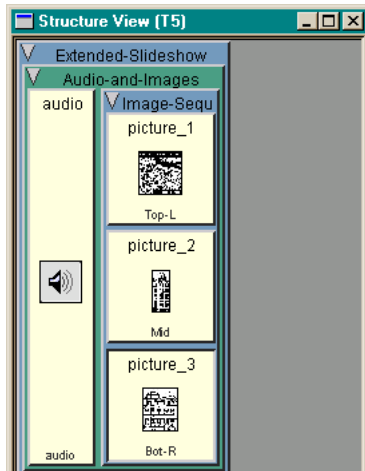 Structure View (T5)
Extended-Slideshow
Audio-and-Images
audio
Image-Sequ
picture_1
Top-L
picture_2
Mid
picture_3
Bot-R
audio